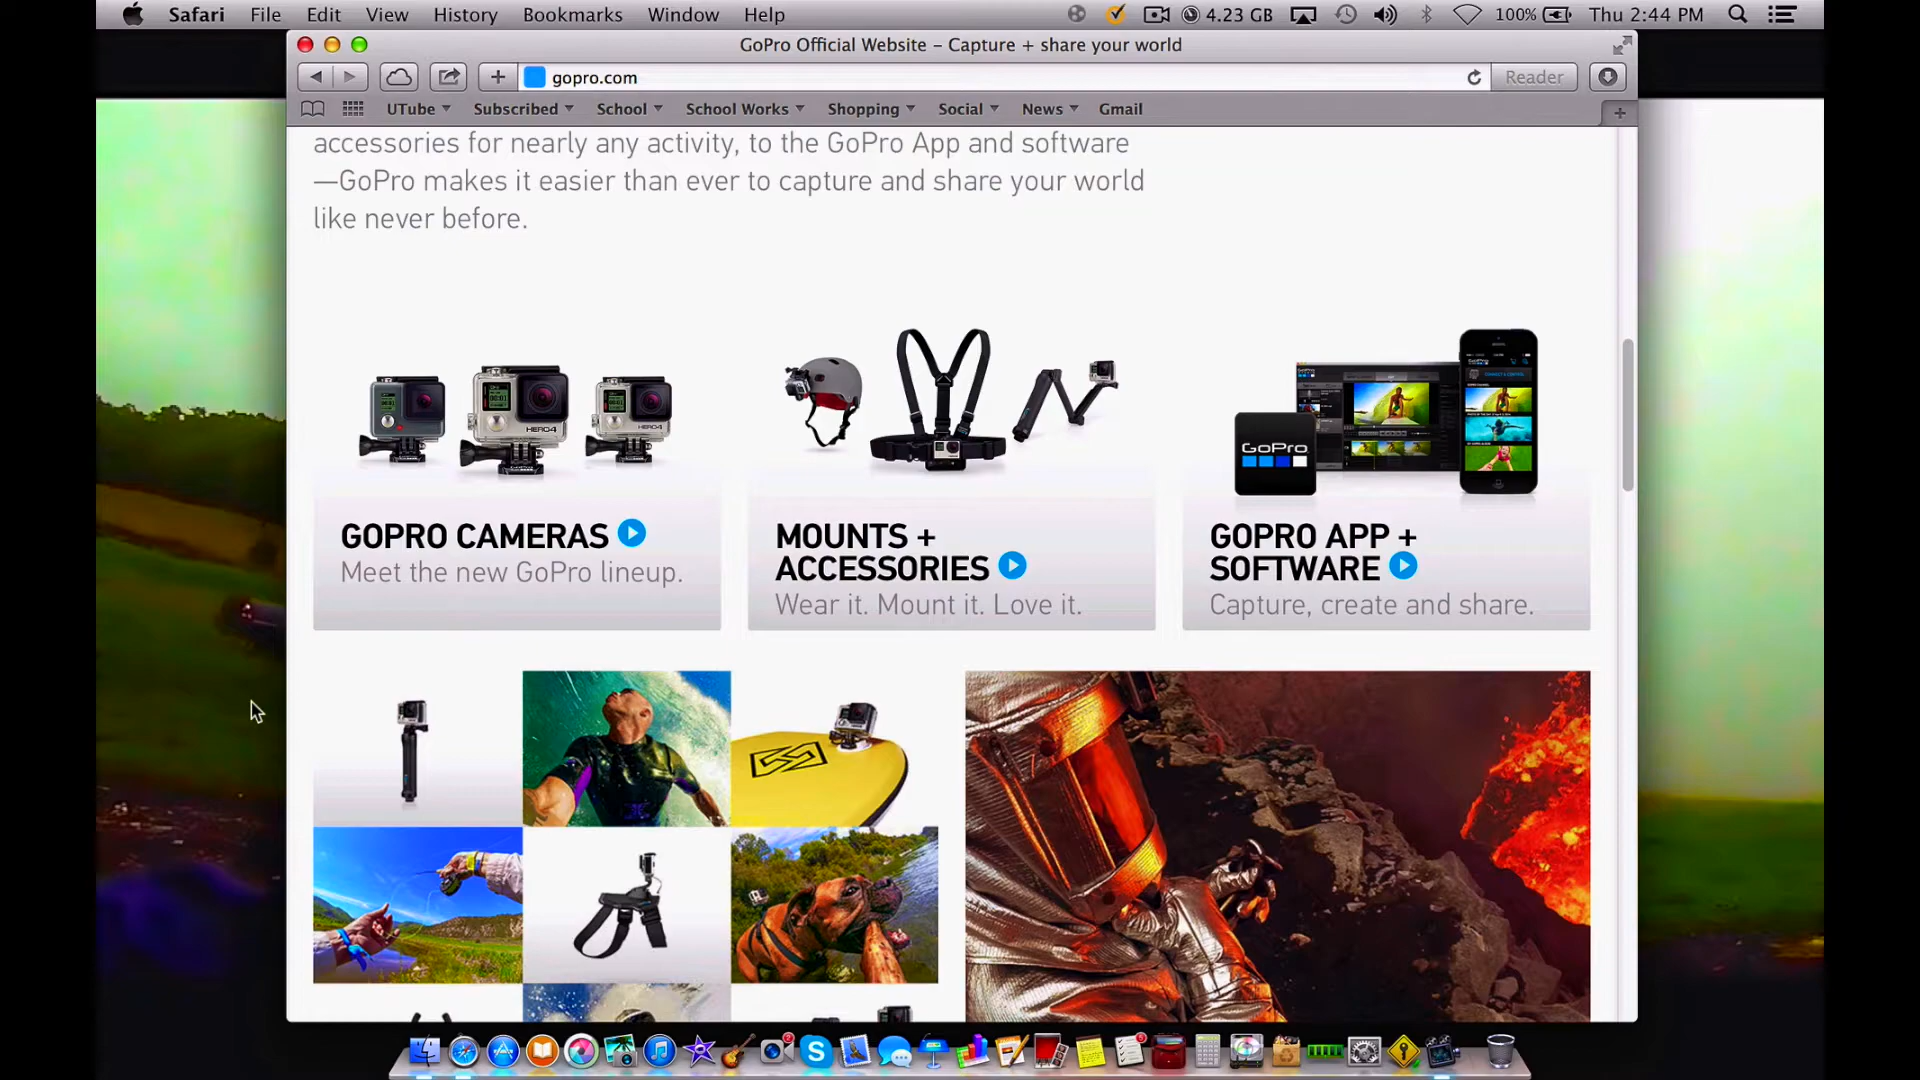 Safari File Edit View History Bookmarks Window Help 4.23 GB 100% Thu 2:44 PM
GoPro Official Website – Capture + share your world
gopro.com Reader
UTube Subscribed School School Works Shopping Social News Gmail
accessories for nearly any activity, to the GoPro App and software
—GoPro makes it easier than ever to capture and share your world
like never before.
HERO4 HERO4
GoPro
GOPRO CAMERAS
Meet the new GoPro lineup.
MOUNTS +
ACCESSORIES
Wear it. Mount it. Love it.
GOPRO APP +
SOFTWARE
Capture, create and share.